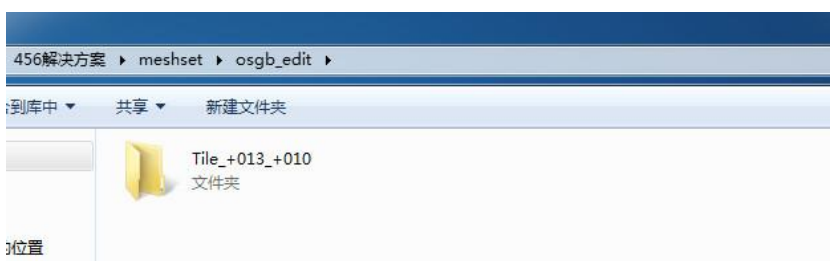 456解决方案 ▸ meshset ▸ osgb_edit ▸
到库中 ▼ 共享 ▼ 新建文件夹
Tile_+013_+010
文件夹
的位置